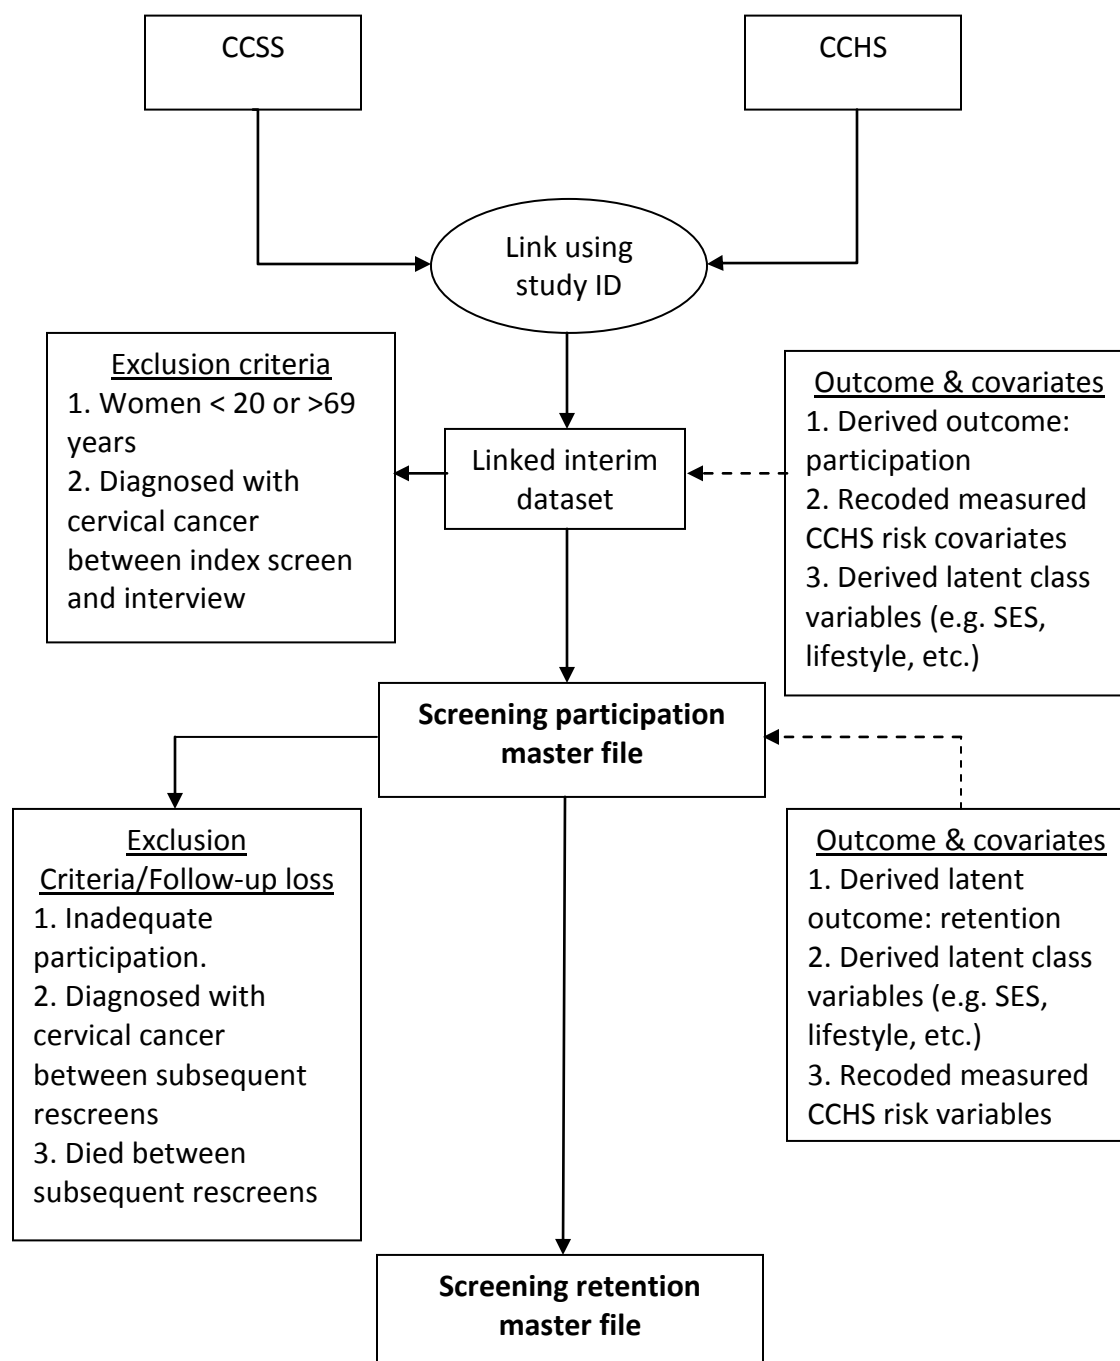 CCSS
CCHS
Link using
study ID
Exclusion criteria
1. Women < 20 or >69
years
2. Diagnosed with
cervical cancer
between index screen
and interview
Linked interim
dataset
Outcome & covariates
1. Derived outcome:
participation
2. Recoded measured
CCHS risk covariates
3. Derived latent class
variables (e.g. SES,
lifestyle, etc.)
Screening participation
master file
Exclusion
Criteria/Follow-up loss
1. Inadequate
participation.
2. Diagnosed with
cervical cancer
between subsequent
rescreens
3. Died between
subsequent rescreens
Outcome & covariates
1. Derived latent
outcome: retention
2. Derived latent class
variables (e.g. SES,
lifestyle, etc.)
3. Recoded measured
CCHS risk variables
Screening retention
master file